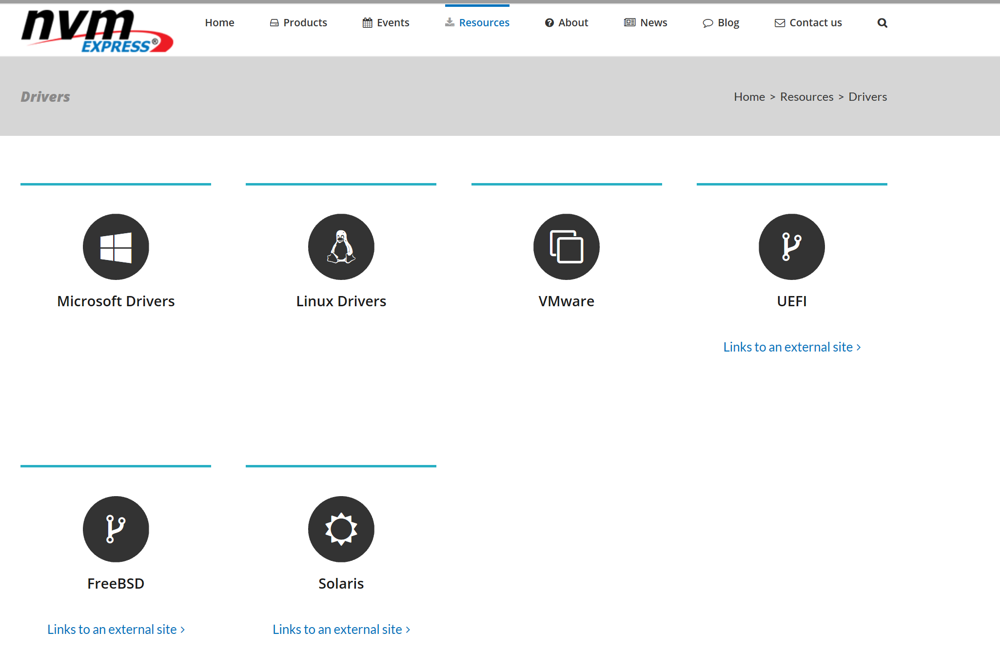 nvm
EXPRESS®
Home Products Events Resources About News Blog Contact us
Drivers
Home > Resources > Drivers
Microsoft Drivers
Linux Drivers
VMware
UEFI
Links to an external site >
FreeBSD
Solaris
Links to an external site >
Links to an external site >